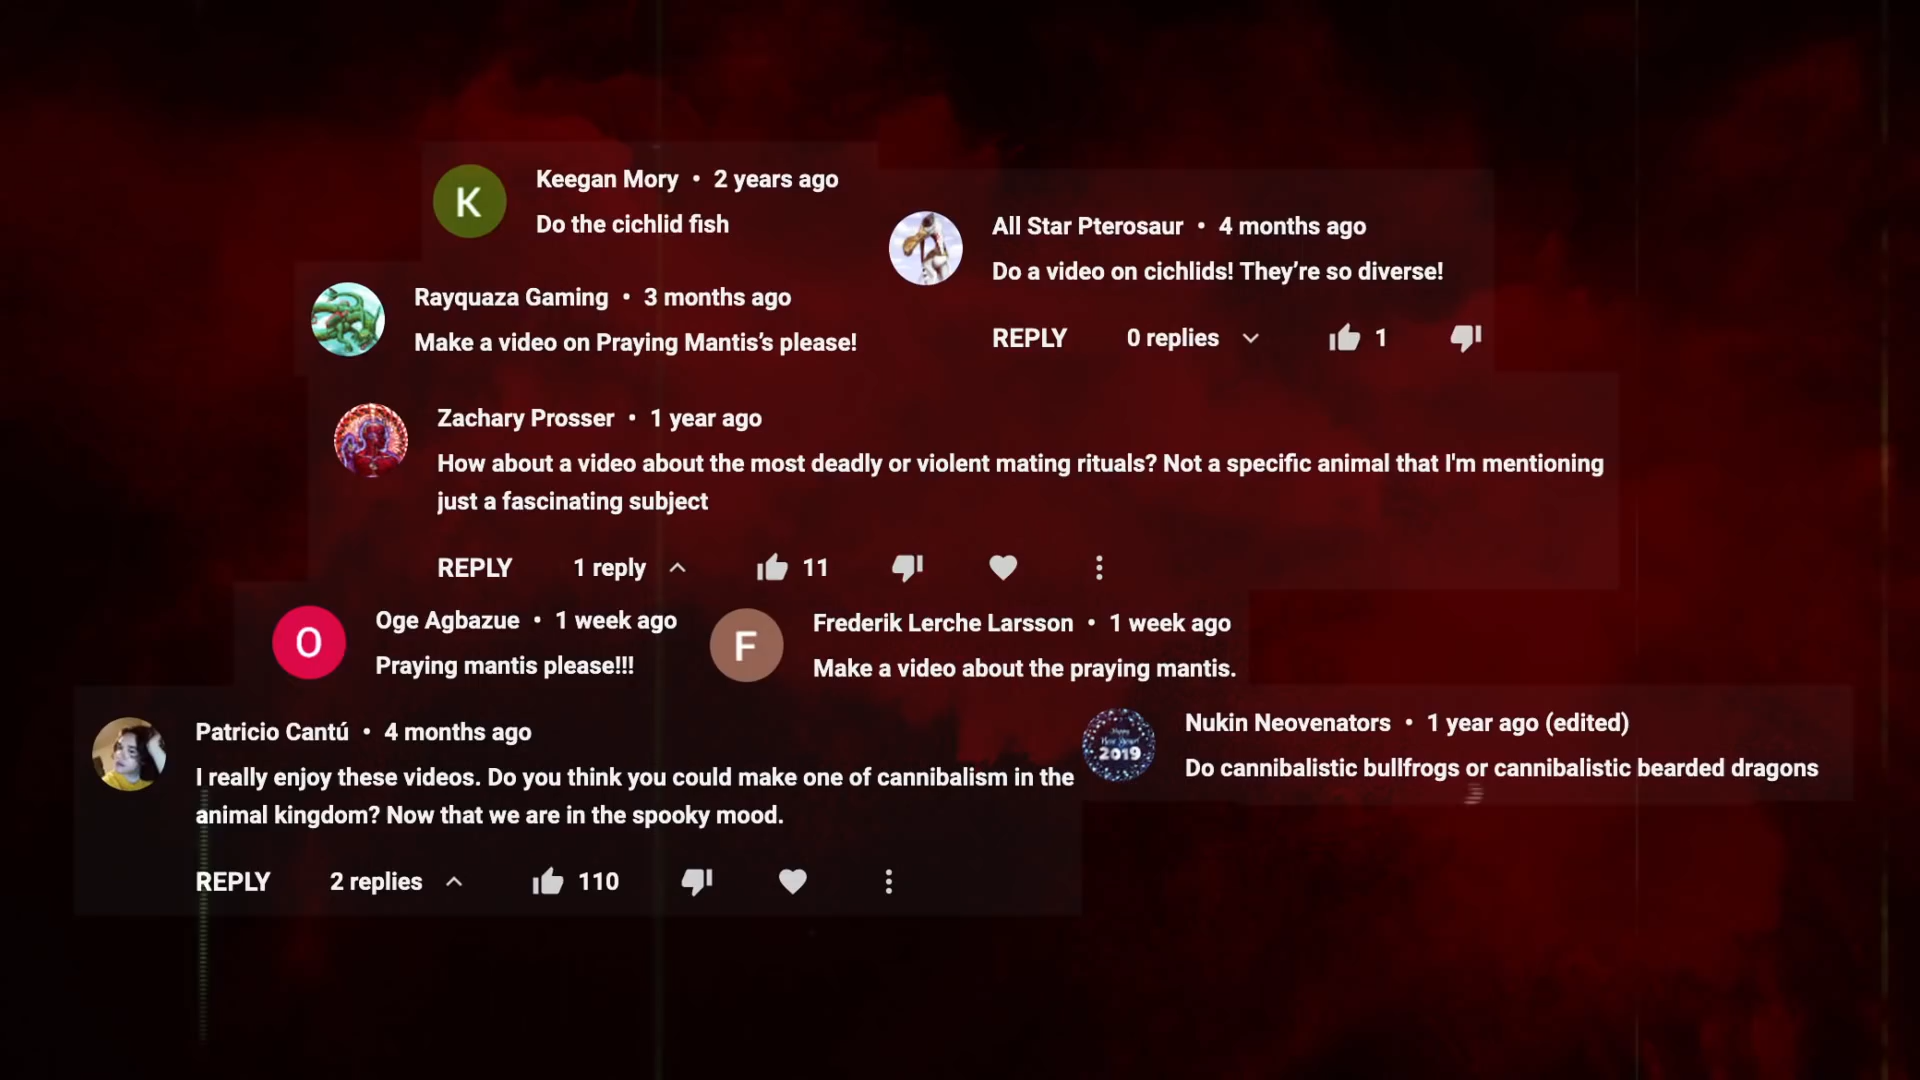 K
Keegan Mory • 2 years ago
Do the cichlid fish
All Star Pterosaur • 4 months ago
Do a video on cichlids! They’re so diverse!
REPLY 0 replies 1
Rayquaza Gaming • 3 months ago
Make a video on Praying Mantis’s please!
Zachary Prosser • 1 year ago
How about a video about the most deadly or violent mating rituals? Not a specific animal that I'm mentioning
just a fascinating subject
REPLY 1 reply 11
O
Oge Agbazue • 1 week ago
Praying mantis please!!!
F
Frederik Lerche Larsson • 1 week ago
Make a video about the praying mantis.
Patricio Cantú • 4 months ago
I really enjoy these videos. Do you think you could make one of cannibalism in the
animal kingdom? Now that we are in the spooky mood.
REPLY 2 replies 110
Happy
New Year
2019
Nukin Neovenators • 1 year ago (edited)
Do cannibalistic bullfrogs or cannibalistic bearded dragons